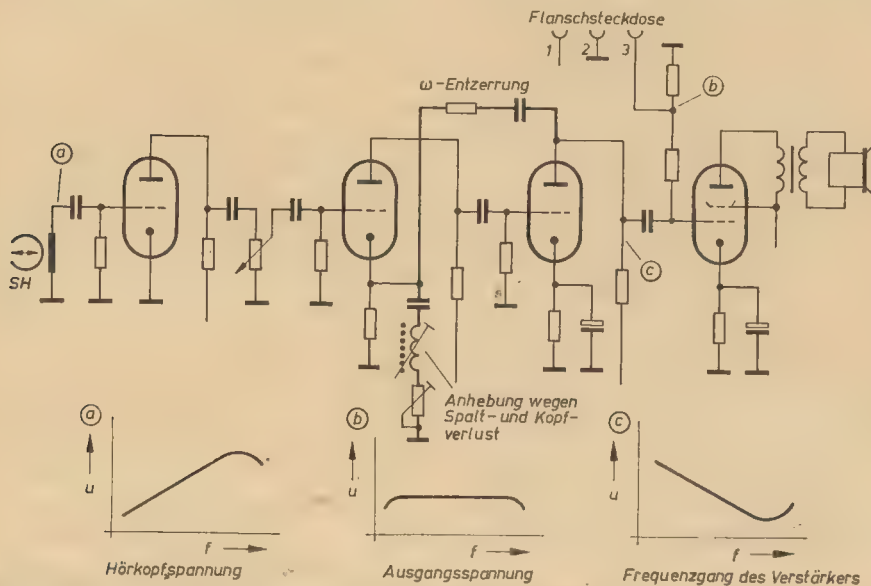 Flanschsteckdose
1 2 3
ω-Entzerrung
b
a
SH
c
Anhebung wegen
Spalt- und Kopf-
verlust
a
u
f
Hörkopfspannung
b
u
f
Ausgangsspannung
c
u
f
Frequenzgang des Verstärkers